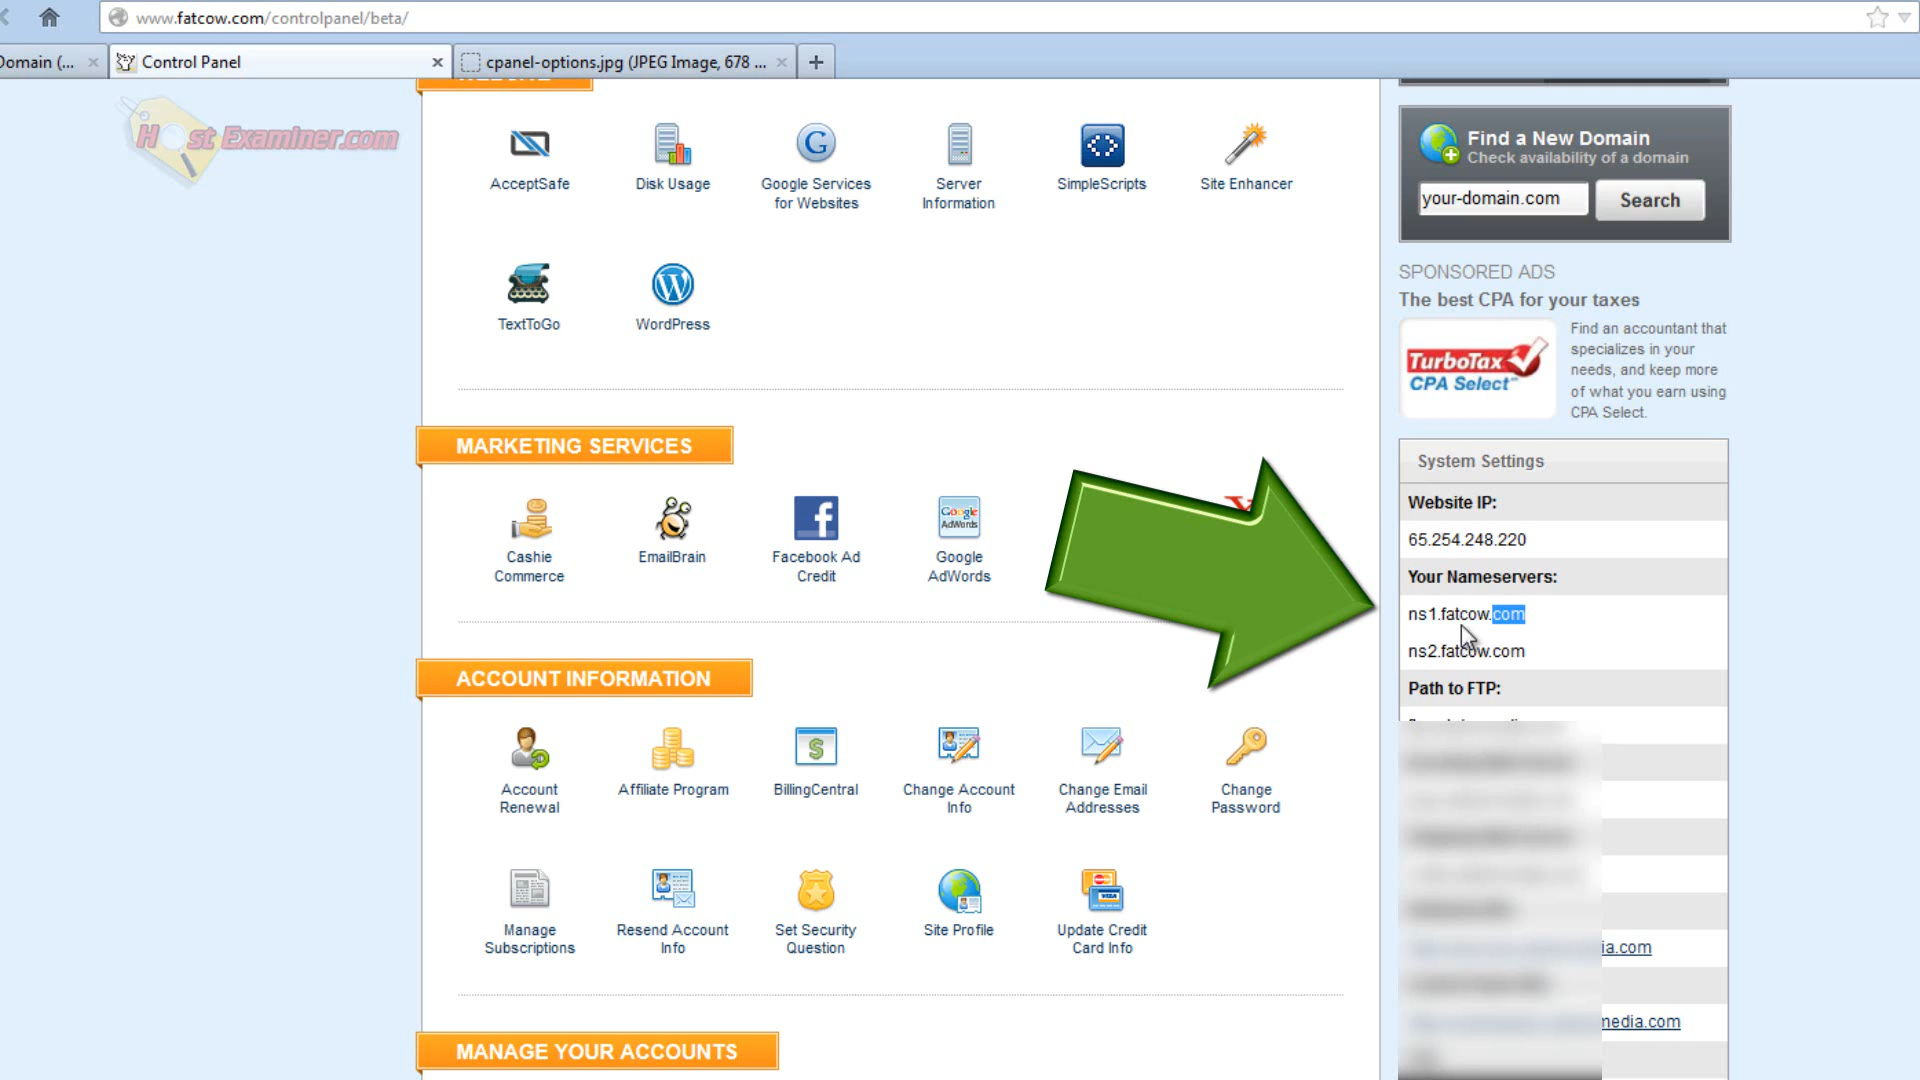 www.fatcow.com/controlpanel/beta/
Domain (...
Control Panel
cpanel-options.jpg (JPEG Image, 678 ...
Host Examiner.com
AcceptSafe
Disk Usage
Google Services
for Websites
Server
Information
SimpleScripts
Site Enhancer
TextToGo
WordPress
MARKETING SERVICES
Cashie
Commerce
EmailBrain
Facebook Ad
Credit
Google
AdWords
Google
AdWords
ACCOUNT INFORMATION
Account
Renewal
Affiliate Program
BillingCentral
Change Account
Info
Change Email
Addresses
Change
Password
Manage
Subscriptions
Resend Account
Info
Set Security
Question
Site Profile
VISA
Update Credit
Card Info
MANAGE YOUR ACCOUNTS
Find a New Domain
Check availability of a domain
your-domain.com
Search
SPONSORED ADS
The best CPA for your taxes
TurboTax
CPA Select℠
Find an accountant that
specializes in your
needs, and keep more
of what you earn using
CPA Select.
System Settings
Website IP:
65.254.248.220
Your Nameservers:
ns1.fatcow.com
ns2.fatcow.com
Path to FTP:
ia.com
media.com